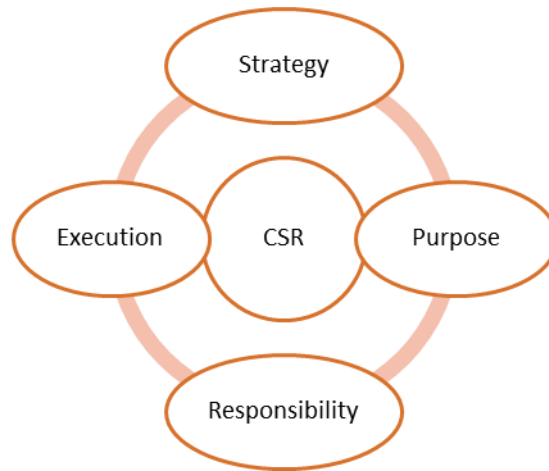 Strategy
Execution
CSR
Purpose
Responsibility